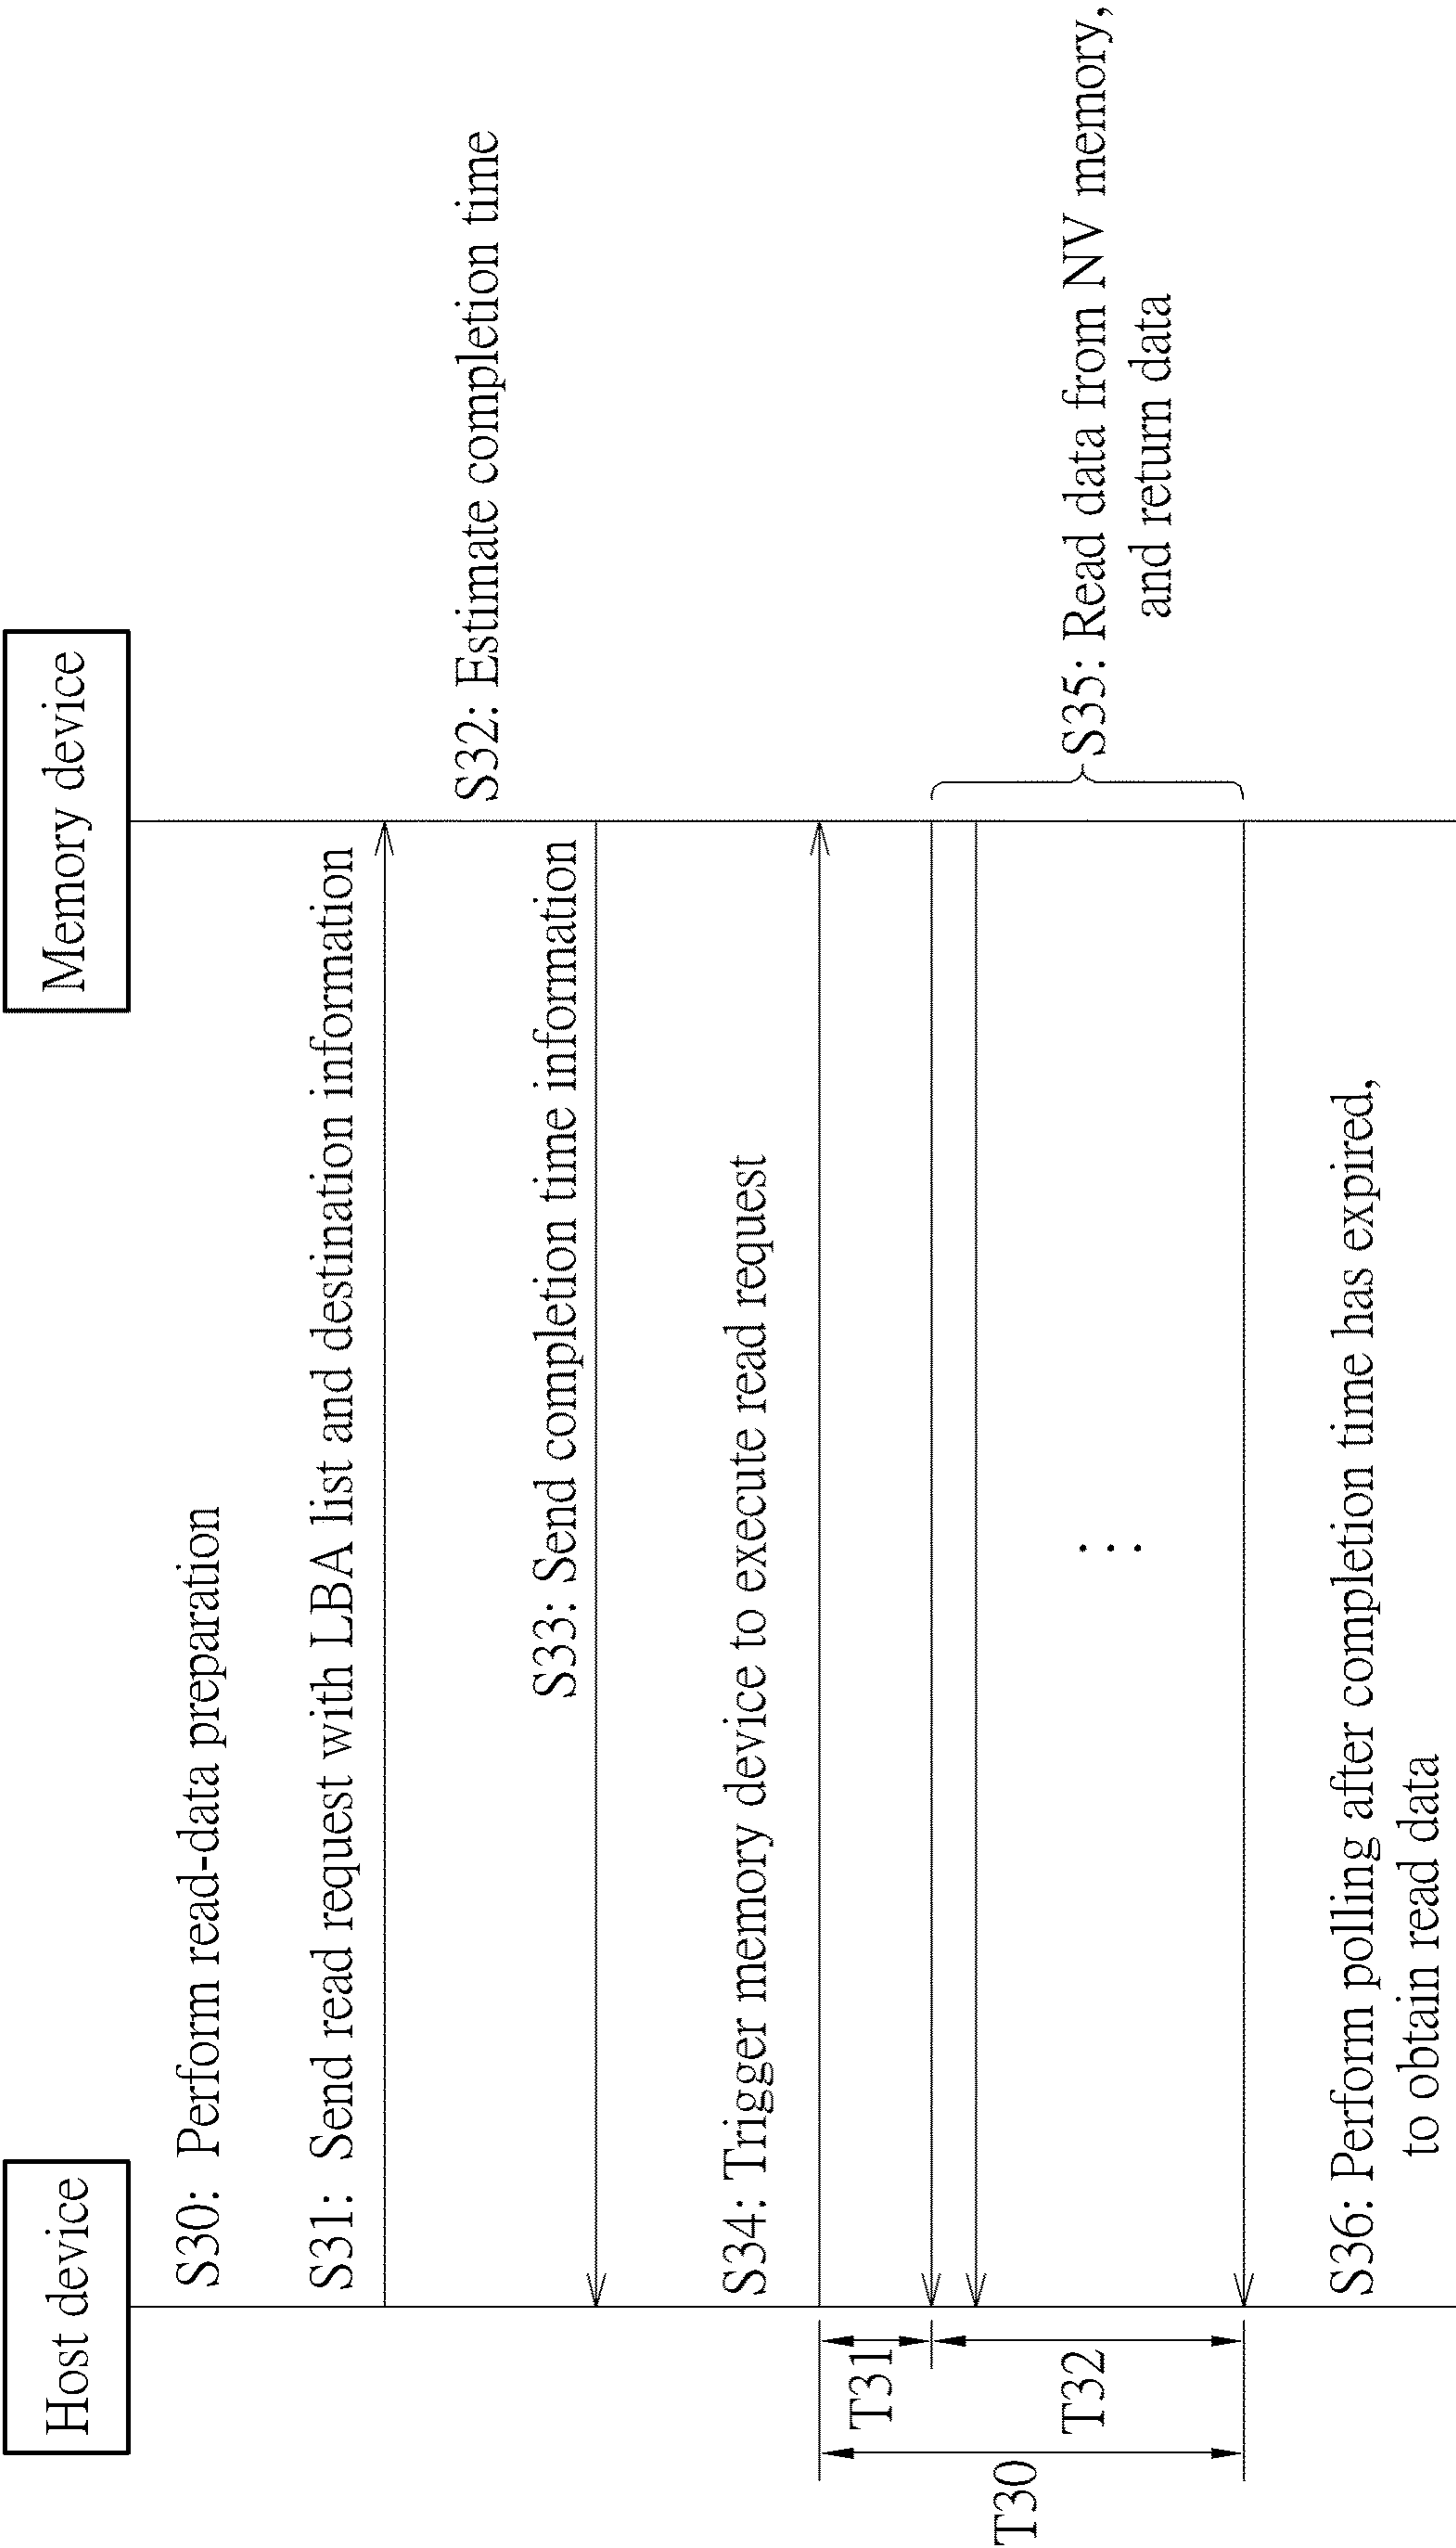 Host device
Memory device
S30: Perform read-data preparation
S31: Send read request with LBA list and destination information
S32: Estimate completion time
S33: Send completion time information
S34: Trigger memory device to execute read request
T31
T30
T32
S35: Read data from NV memory,
and return data
S36: Perform polling after completion time has expired,
to obtain read data